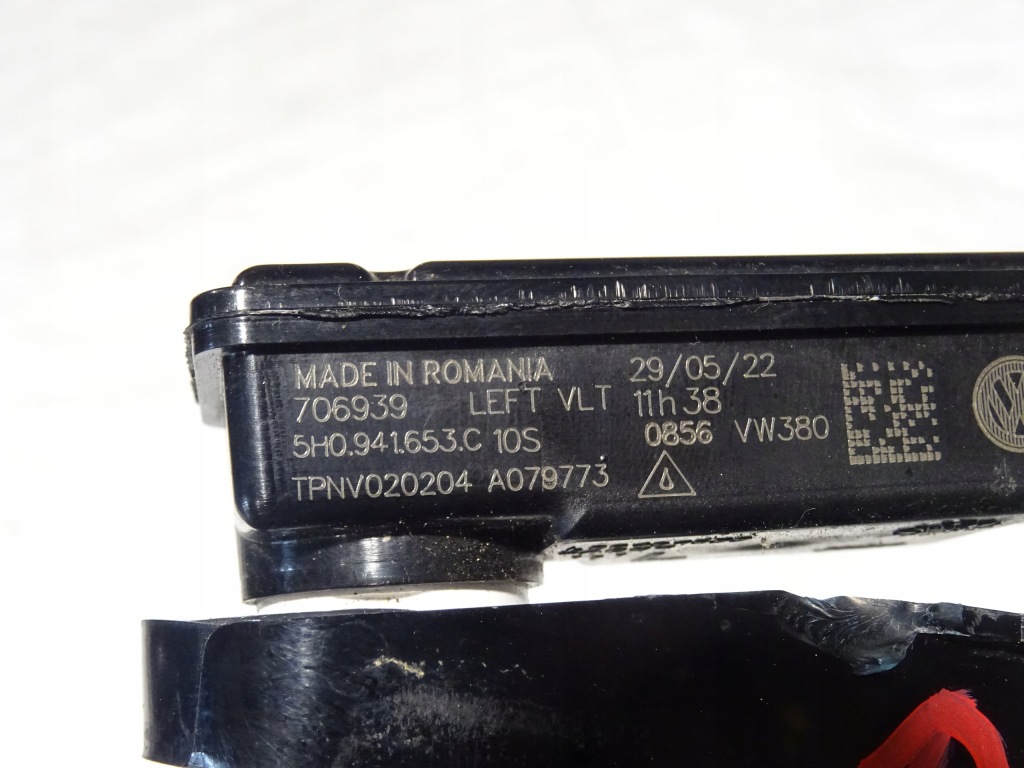 MADE IN ROMANIA 29/05/22
706939 LEFT VLT 11h38
5H0.941.653.C 10S 0856 VW380
TPNV020204 A079773